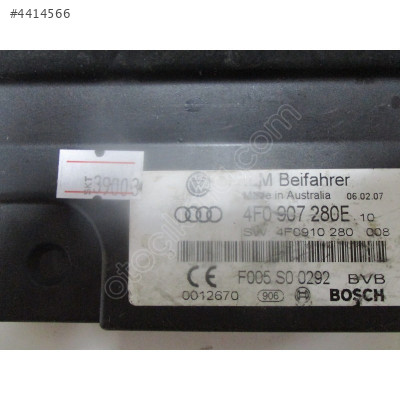 #4414566
39003
M Beifahrer
Made in Australia 06.02.07
4F0 907 280E 10
SW 4F0910 280 008
F005 S0 0292 BVB
0012670 906 BOSCH